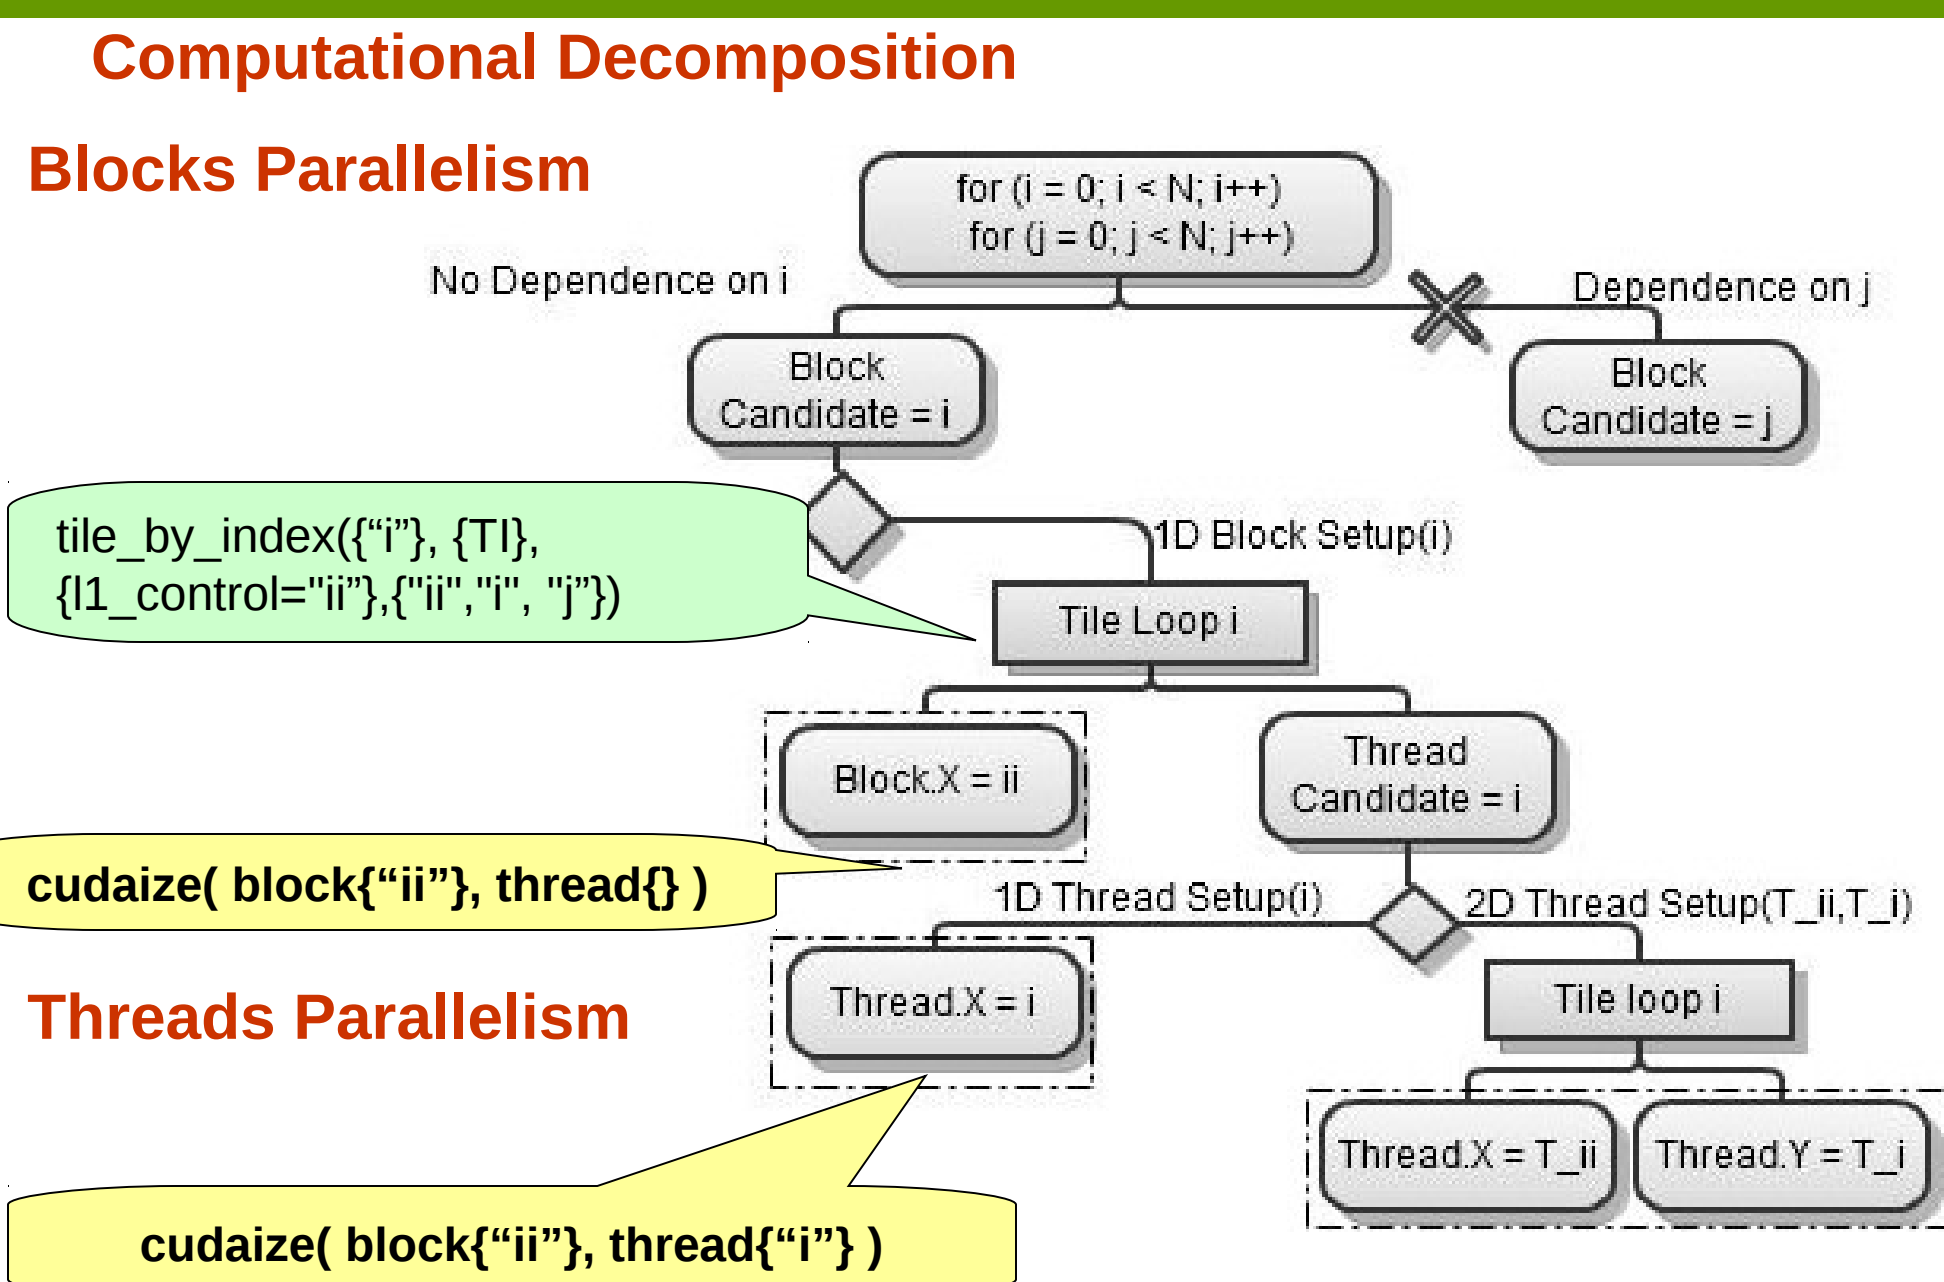 Computational Decomposition
Blocks Parallelism
for (i = 0; i < N; i++)
for (j = 0; j < N; j++)
No Dependence on i
Dependence on j
Block
Candidate = i
Block
Candidate = j
tile_by_index({“i”}, {TI},
{l1_control="ii”},{"ii","i", "j”})
1D Block Setup(i)
Tile Loop i
Block.X = ii
Thread
Candidate = i
cudaize( block{“ii”}, thread{} )
1D Thread Setup(i)
2D Thread Setup(T_ii,T_i)
Threads Parallelism
Thread.X = i
Tile loop i
Thread.X = T_ii
Thread.Y = T_i
cudaize( block{“ii”}, thread{“i”} )